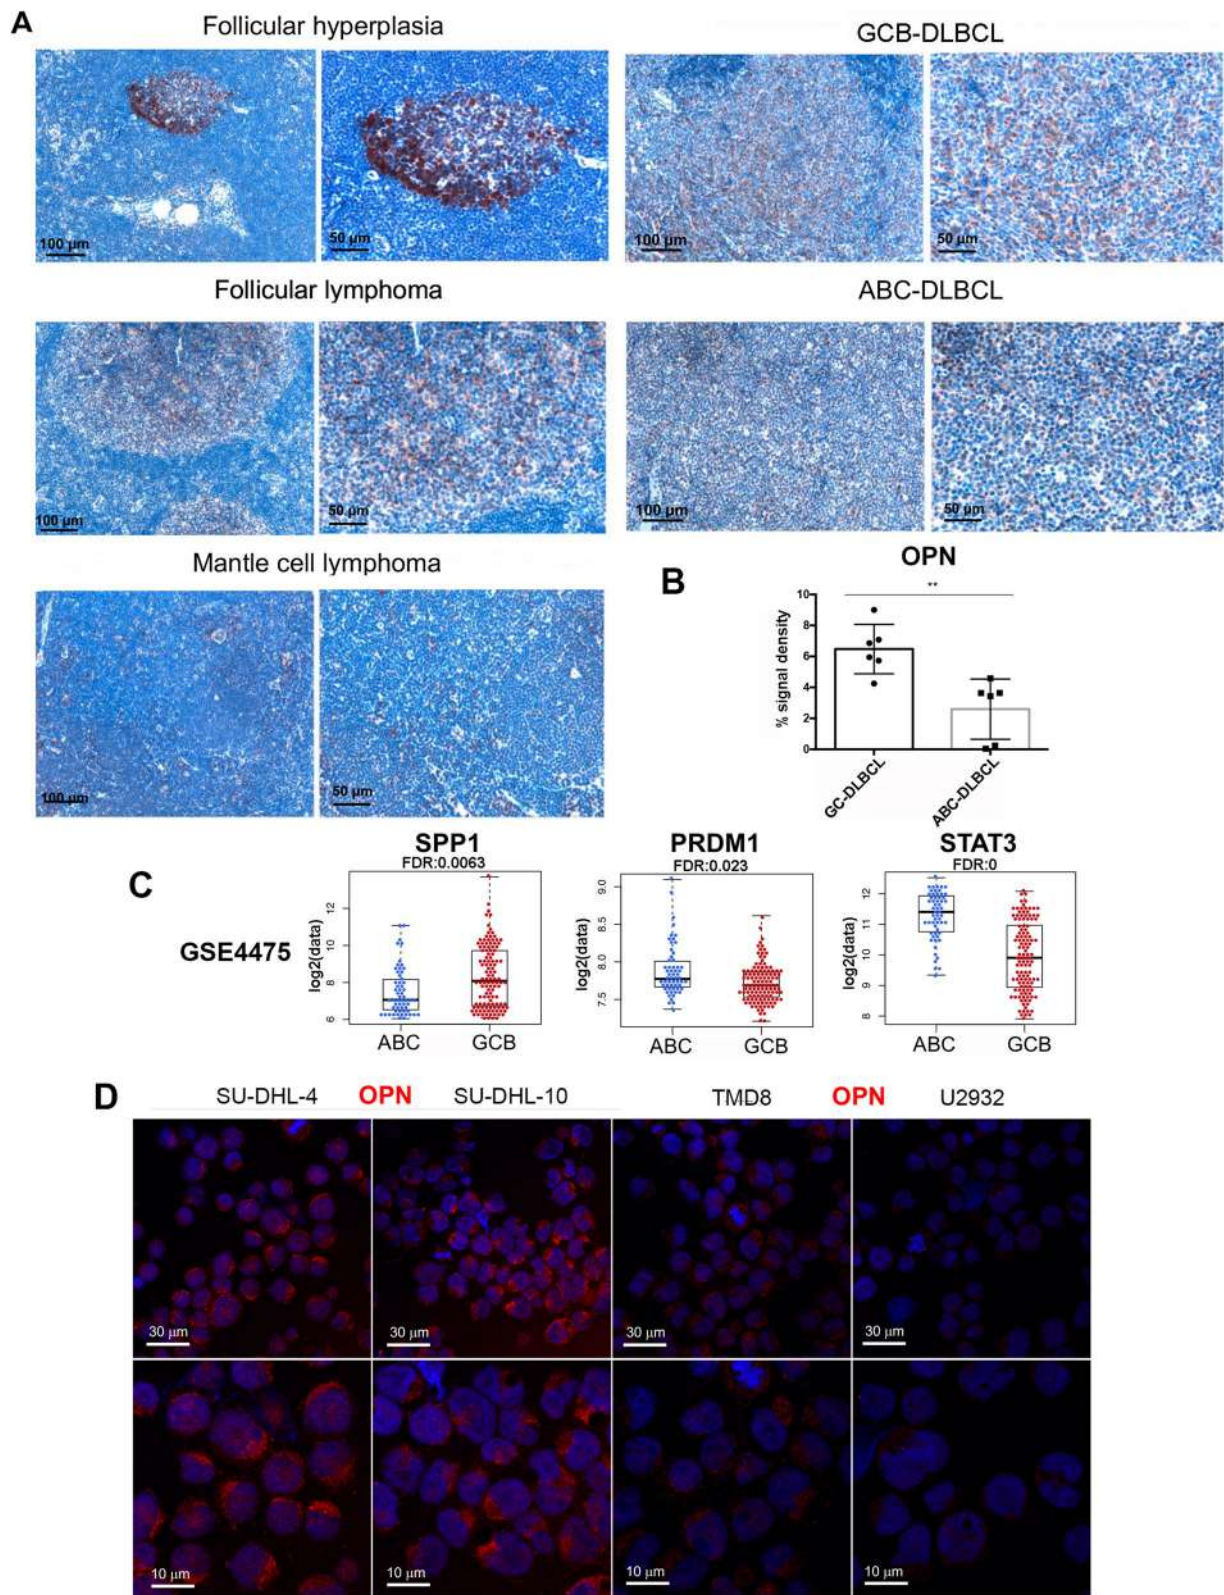 A
Follicular hyperplasia
GCB-DLBCL
100 µm
50 µm
100 µm
50 µm
Follicular lymphoma
ABC-DLBCL
100 µm
50 µm
100 µm
50 µm
Mantle cell lymphoma
100 µm
50 µm
B
OPN
**
% signal density
10
8
6
4
2
0
GC-DLBCL
ABC-DLBCL
C
GSE4475
SPP1
FDR:0.0063
log2(data)
12
10
8
6
ABC
GCB
PRDM1
FDR:0.023
log2(data)
9.0
8.5
8.0
7.5
ABC
GCB
STAT3
FDR:0
log2(data)
12
11
10
9
8
ABC
GCB
D
SU-DHL-4 OPN SU-DHL-10
TMD8 OPN U2932
30 µm
30 µm
30 µm
30 µm
10 µm
10 µm
10 µm
10 µm